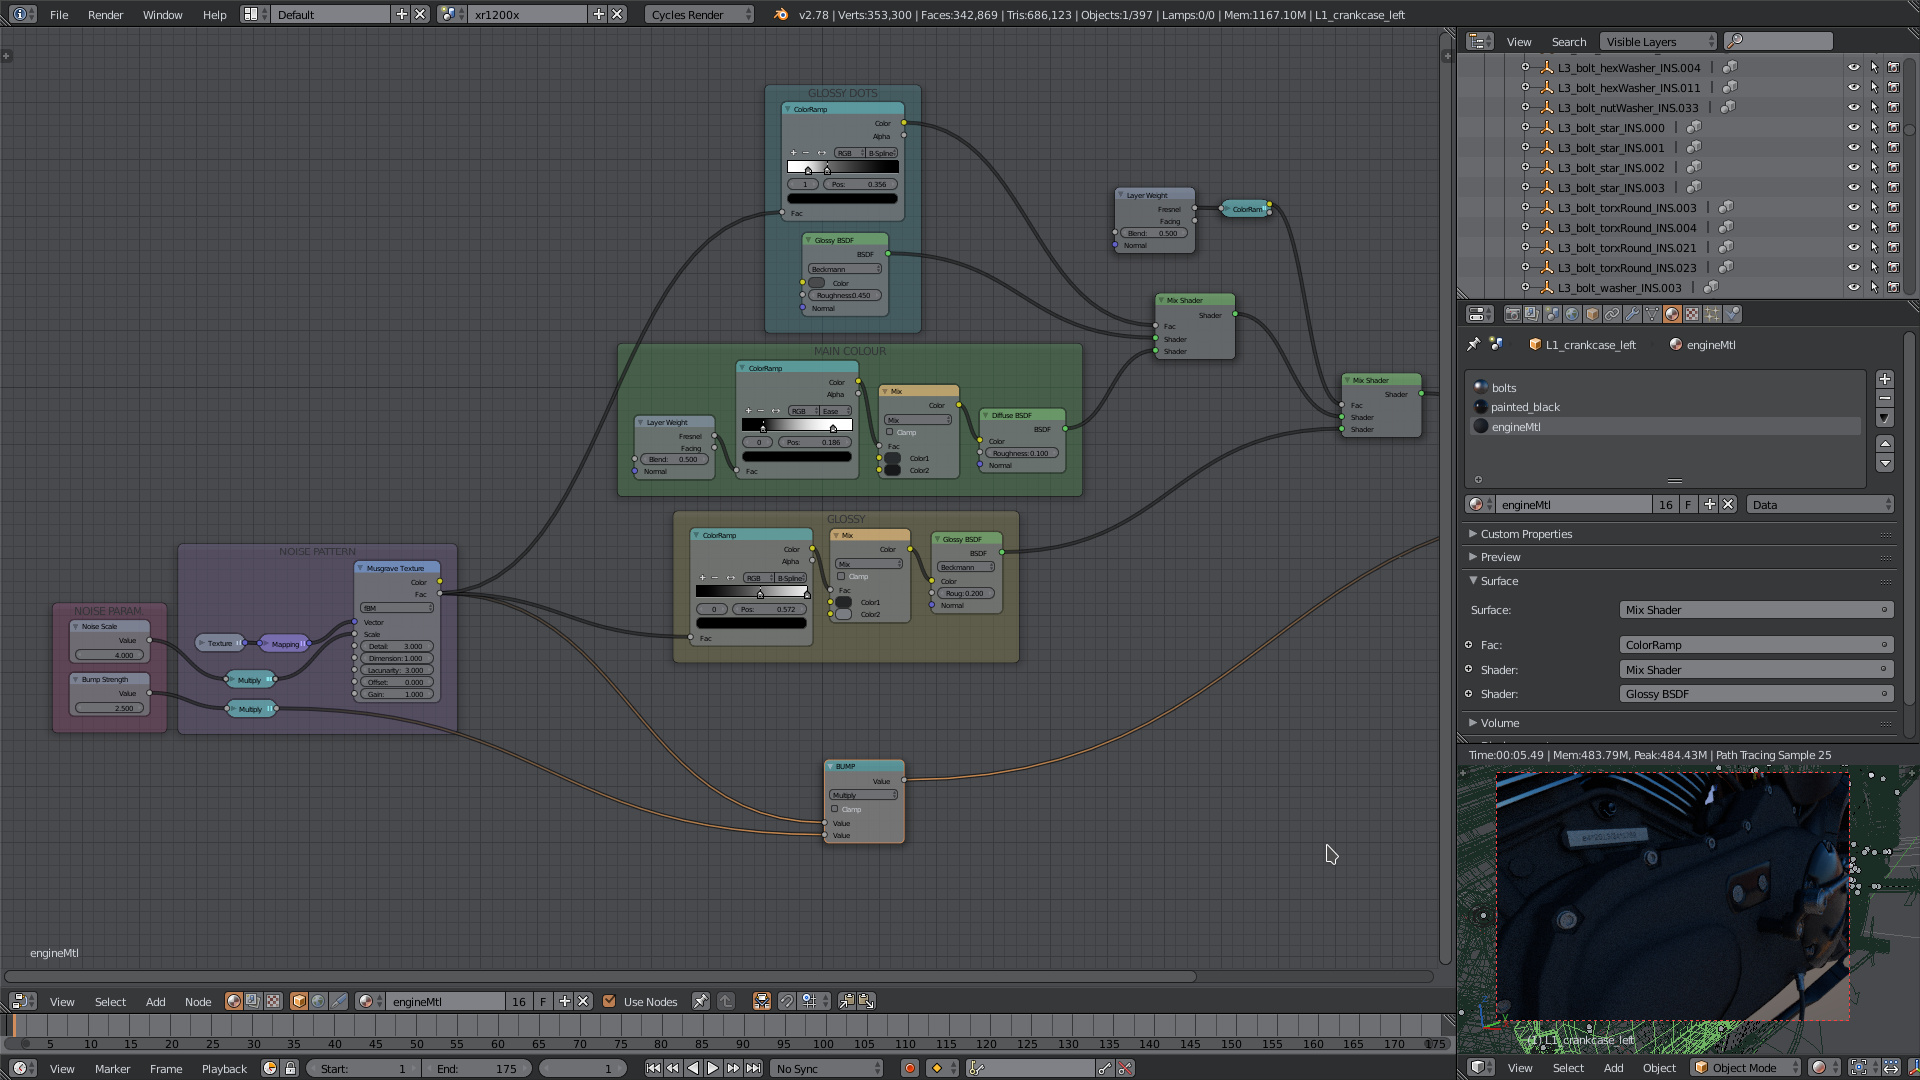 File Render Window Help Default xr1200x Cycles Render v2.78 | Verts:353,300 | Faces:342,869 | Tris:686,123 | Objects:1/397 | Lamps:0/0 | Mem:1167.10M | L1_crankcase_left
GLOSSY DOTS
ColorRamp
Color
Alpha
RGB B-Spline
1 Pos: 0.356
Fac
Glossy BSDF
BSDF
Beckmann
Color
Roughness:0.450
Normal
Layer Weight
Fresnel
Facing
Blend: 0.500
Normal
ColorRam
Mix Shader
Shader
Fac
Shader
Shader
Mix Shader
Shader
Fac
Shader
Shader
MAIN COLOUR
Layer Weight
Fresnel
Facing
Blend: 0.500
Normal
ColorRamp
Color
Alpha
RGB Ease
0 Pos: 0.186
Fac
Mix
Color
Mix
Clamp
Fac
Color1
Color2
Diffuse BSDF
BSDF
Color
Roughness: 0.100
Normal
GLOSSY
ColorRamp
Color
Alpha
RGB B-Spline
0 Pos: 0.572
Fac
Mix
Color
Mix
Clamp
Fac
Color1
Color2
Glossy BSDF
BSDF
Beckmann
Color
Roug: 0.200
Normal
NOISE PARAM.
Noise Scale
Value
4.000
Bump Strength
Value
2.500
NOISE PATTERN
Texture
Mapping
Multiply
Multiply
Musgrave Texture
Color
Fac
fBM
Vector
Scale
Detail: 3.000
Dimension: 1.000
Lacunarity: 3.000
Offset: 0.000
Gain: 1.000
BUMP
Value
Multiply
Clamp
Value
Value
engineMtl
View Select Add Node engineMtl 16 F Use Nodes
5 10 15 20 25 30 35 40 45 50 55 60 65 70 75 80 85 90 95 100 105 110 115 120 125 130 135 140 145 150 155 160 165 170 175
View Marker Frame Playback Start: 1 End: 175 1 No Sync
View Search Visible Layers
L3_bolt_hexWasher_INS.004
L3_bolt_hexWasher_INS.011
L3_bolt_nutWasher_INS.033
L3_bolt_star_INS.000
L3_bolt_star_INS.001
L3_bolt_star_INS.002
L3_bolt_star_INS.003
L3_bolt_torxRound_INS.003
L3_bolt_torxRound_INS.004
L3_bolt_torxRound_INS.021
L3_bolt_torxRound_INS.023
L3_bolt_washer_INS.003
L1_crankcase_left engineMtl
bolts
painted_black
engineMtl
engineMtl 16 F Data
Custom Properties
Preview
Surface
Surface: Mix Shader
Fac: ColorRamp
Shader: Mix Shader
Shader: Glossy BSDF
Volume
Time:00:05.49 | Mem:483.79M, Peak:484.43M | Path Tracing Sample 25
(1) L1_crankcase_left
View Select Add Object Object Mode